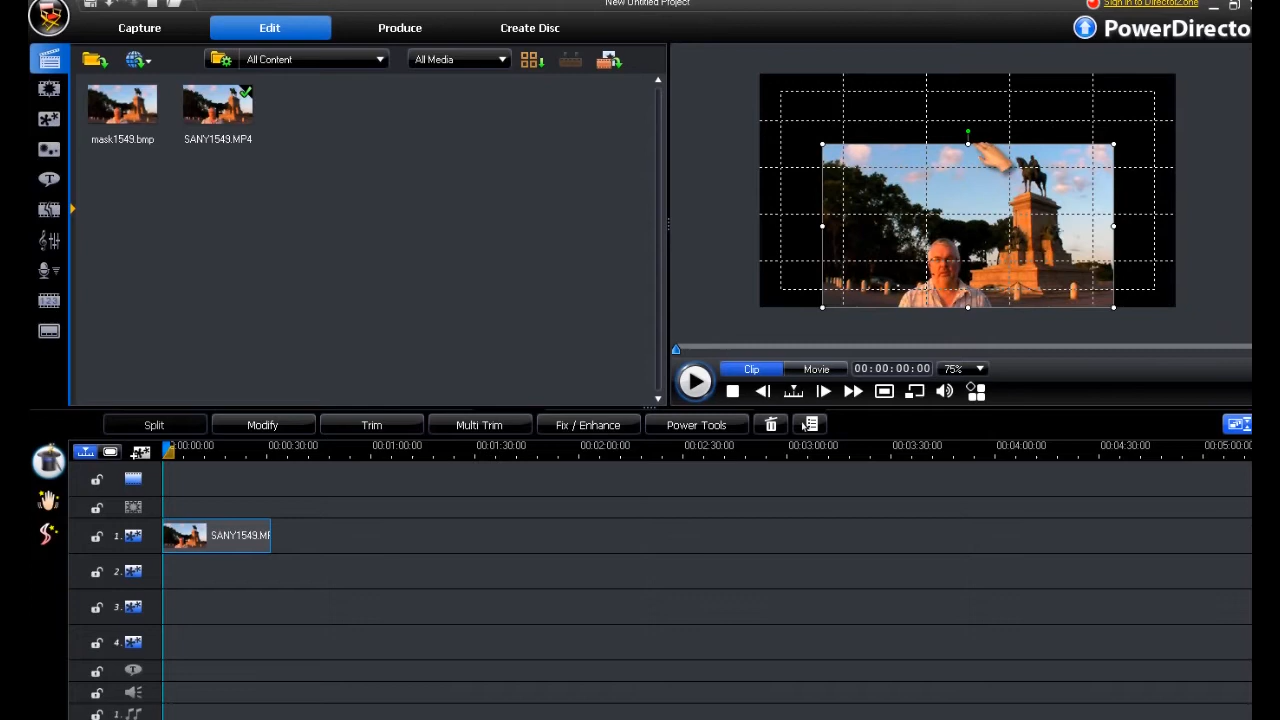 New Untitled Project
Sign in to DirectorZone
Capture
Edit
Produce
Create Disc
PowerDirecto
All Content
All Media
mask1549.bmp
SANY1549.MP4
Clip
Movie
00:00:00:00
75%
Split
Modify
Trim
Multi Trim
Fix / Enhance
Power Tools
0:00:00:00
00:00:30:00
00:01:00:00
00:01:30:00
00:02:00:00
00:02:30:00
00:03:00:00
00:03:30:00
00:04:00:00
00:04:30:00
00:05:00:00
1.
SANY1549.MP
2.
3.
4.
1.